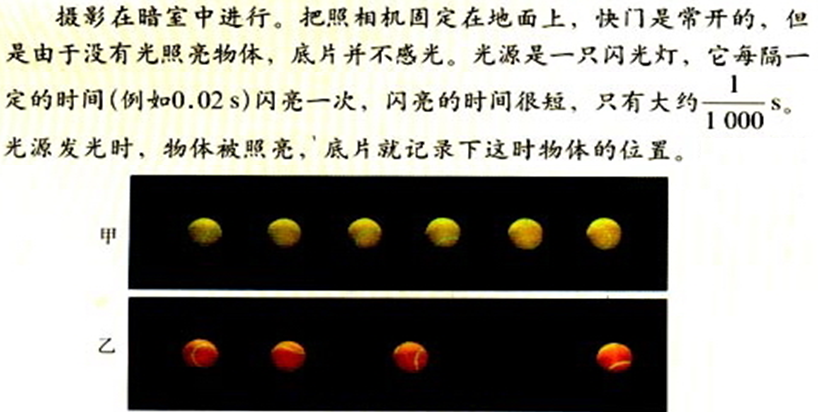 摄影在暗室中进行。把照相机固定在地面上，快门是常开的，但
是由于没有光照亮物体，底片并不感光。光源是一只闪光灯，它每隔一
定的时间(例如0.02 s)闪亮一次，闪亮的时间很短，只有大约1/1 000 s。
光源发光时，物体被照亮，底片就记录下这时物体的位置。
甲
乙